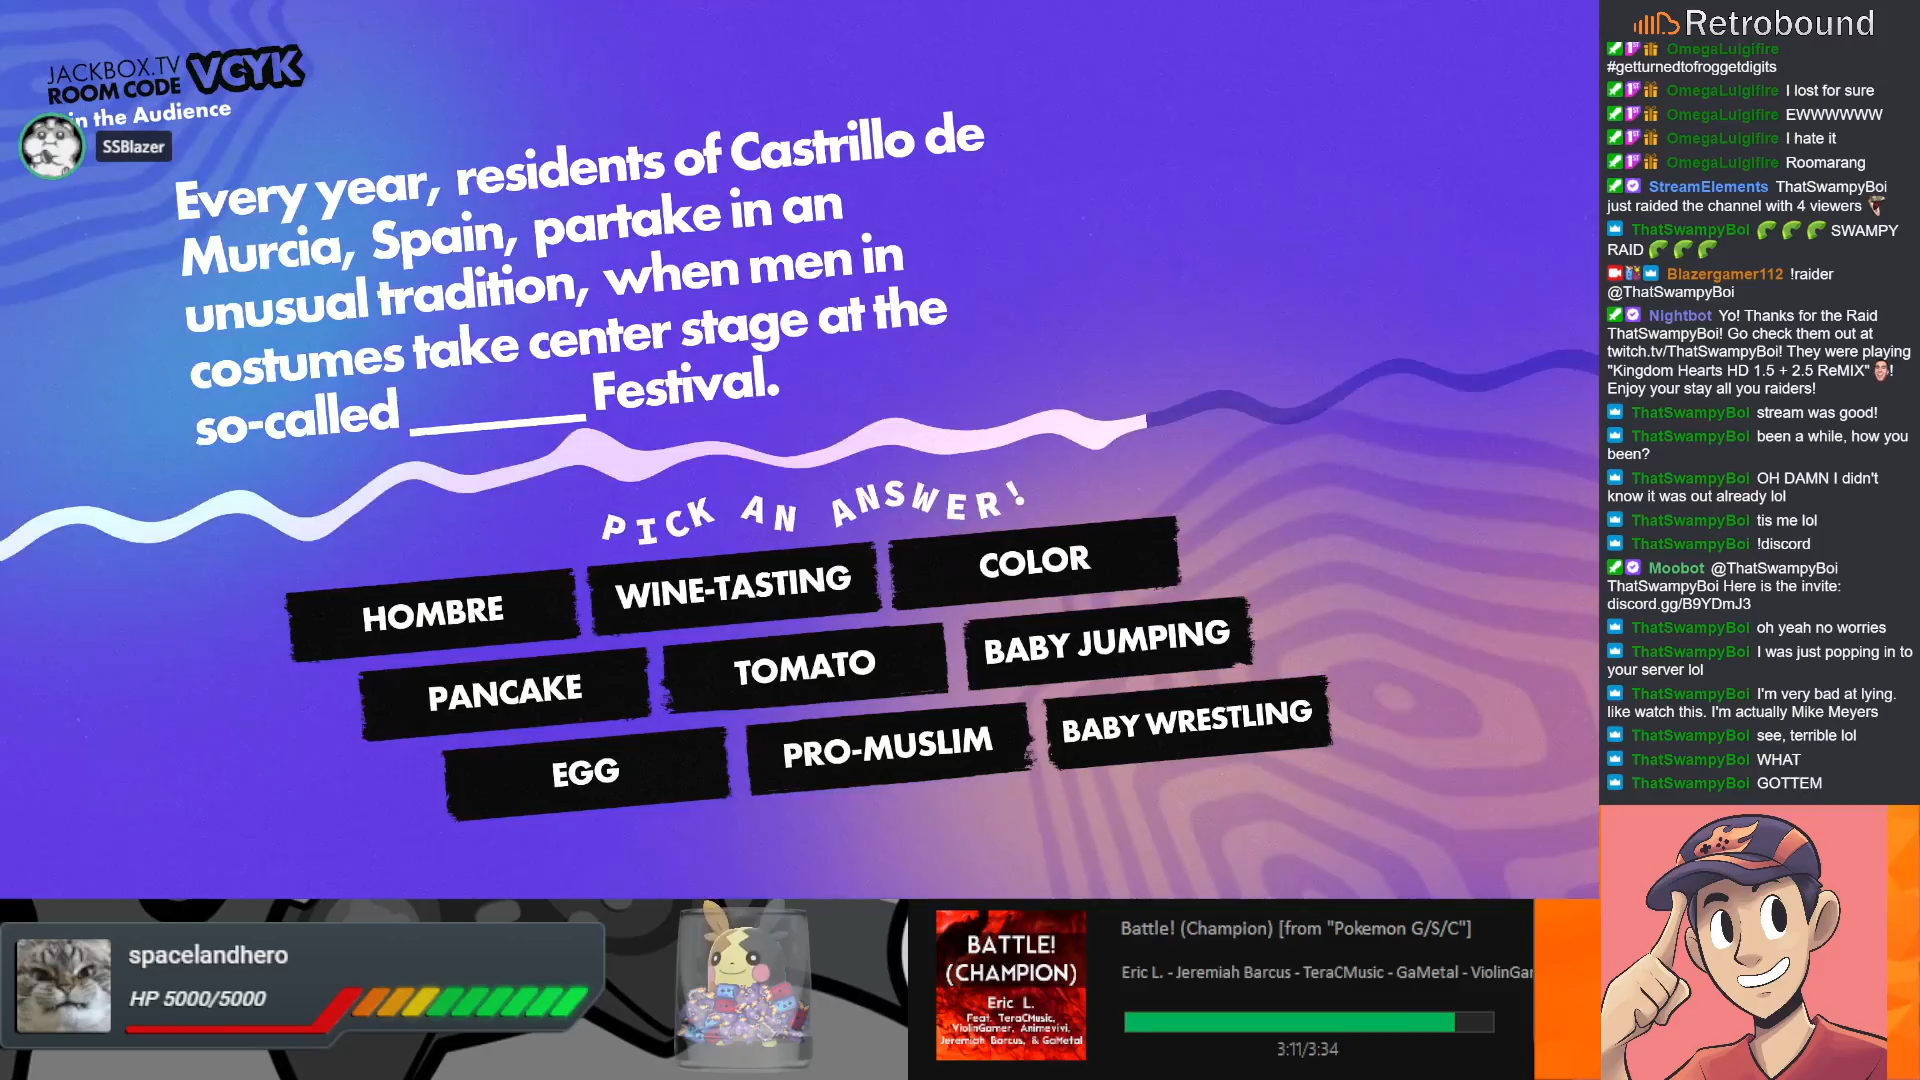 JACKBOX.TV
ROOM CODE VCYK
in the Audience
SSBlazer
Every year, residents of Castrillo de
Murcia, Spain, partake in an
unusual tradition, when men in
costumes take center stage at the
so-called ______ Festival.
PICK AN ANSWER!
HOMBRE
WINE-TASTING
COLOR
PANCAKE
TOMATO
BABY JUMPING
EGG
PRO-MUSLIM
BABY WRESTLING
Retrobound
OmegaLuigifire
#getturnedtofroggetdigits
OmegaLuigifire I lost for sure
OmegaLuigifire EWWWWWW
OmegaLuigifire I hate it
OmegaLuigifire Roomarang
StreamElements ThatSwampyBoi
just raided the channel with 4 viewers
ThatSwampyBoi SWAMPY
RAID
Blazergamer112 !raider
@ThatSwampyBoi
Nightbot Yo! Thanks for the Raid
ThatSwampyBoi! Go check them out at
twitch.tv/ThatSwampyBoi! They were playing
"Kingdom Hearts HD 1.5 + 2.5 ReMIX" !
Enjoy your stay all you raiders!
ThatSwampyBoi stream was good!
ThatSwampyBoi been a while, how you
been?
ThatSwampyBoi OH DAMN I didn't
know it was out already lol
ThatSwampyBoi tis me lol
ThatSwampyBoi !discord
Moobot @ThatSwampyBoi
ThatSwampyBoi Here is the invite:
discord.gg/B9YDmJ3
ThatSwampyBoi oh yeah no worries
ThatSwampyBoi I was just popping in to
your server lol
ThatSwampyBoi I'm very bad at lying.
like watch this. I'm actually Mike Meyers
ThatSwampyBoi see, terrible lol
ThatSwampyBoi WHAT
ThatSwampyBoi GOTTEM
spacelandhero
HP 5000/5000
BATTLE!
(CHAMPION)
Eric L.
Feat. TeraCMusic,
ViolinGamer, Animevivi,
Jeremiah Barcus, & GaMetal
Battle! (Champion) [from "Pokemon G/S/C"]
Eric L. - Jeremiah Barcus - TeraCMusic - GaMetal - ViolinGar
3:11/3:34